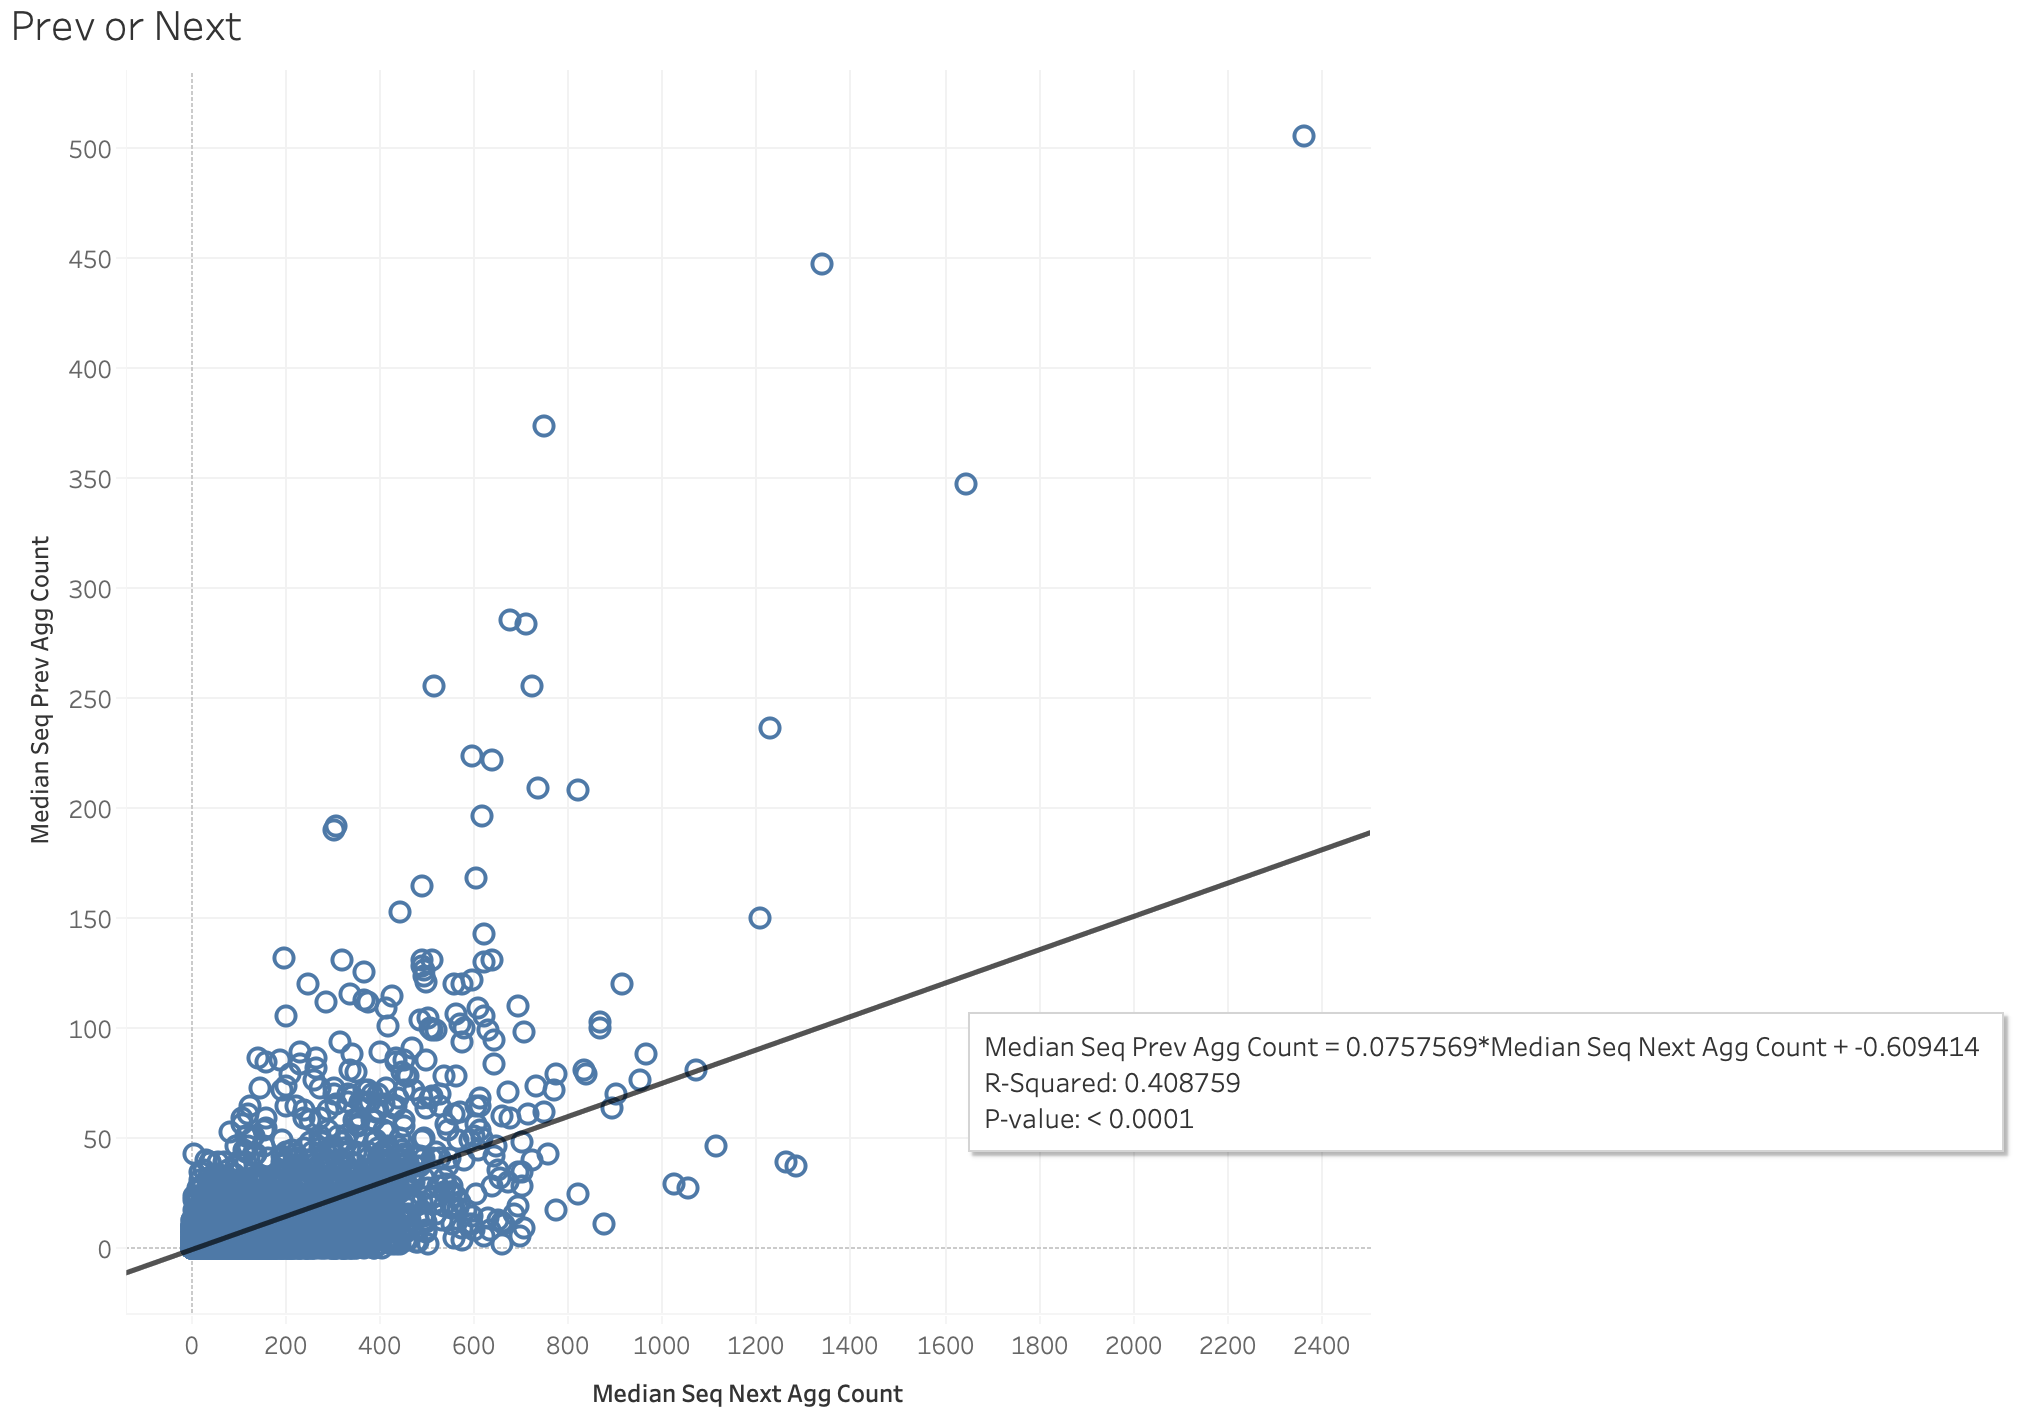 Prev or Next
500
450
400
350
300
250
200
150
100
50
0
Median Seq Prev Agg Count
Median Seq Prev Agg Count = 0.0757569*Median Seq Next Agg Count + -0.609414
R-Squared: 0.408759
P-value: < 0.0001
0 200 400 600 800 1000 1200 1400 1600 1800 2000 2200 2400
Median Seq Next Agg Count